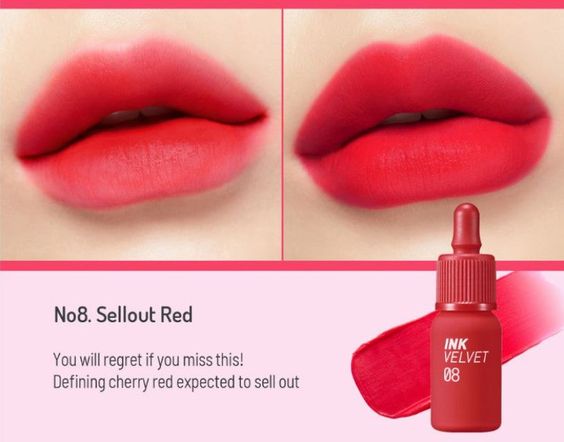 No8. Sellout Red
You will regret if you miss this!
Defining cherry red expected to sell out
INK
VELVET
08